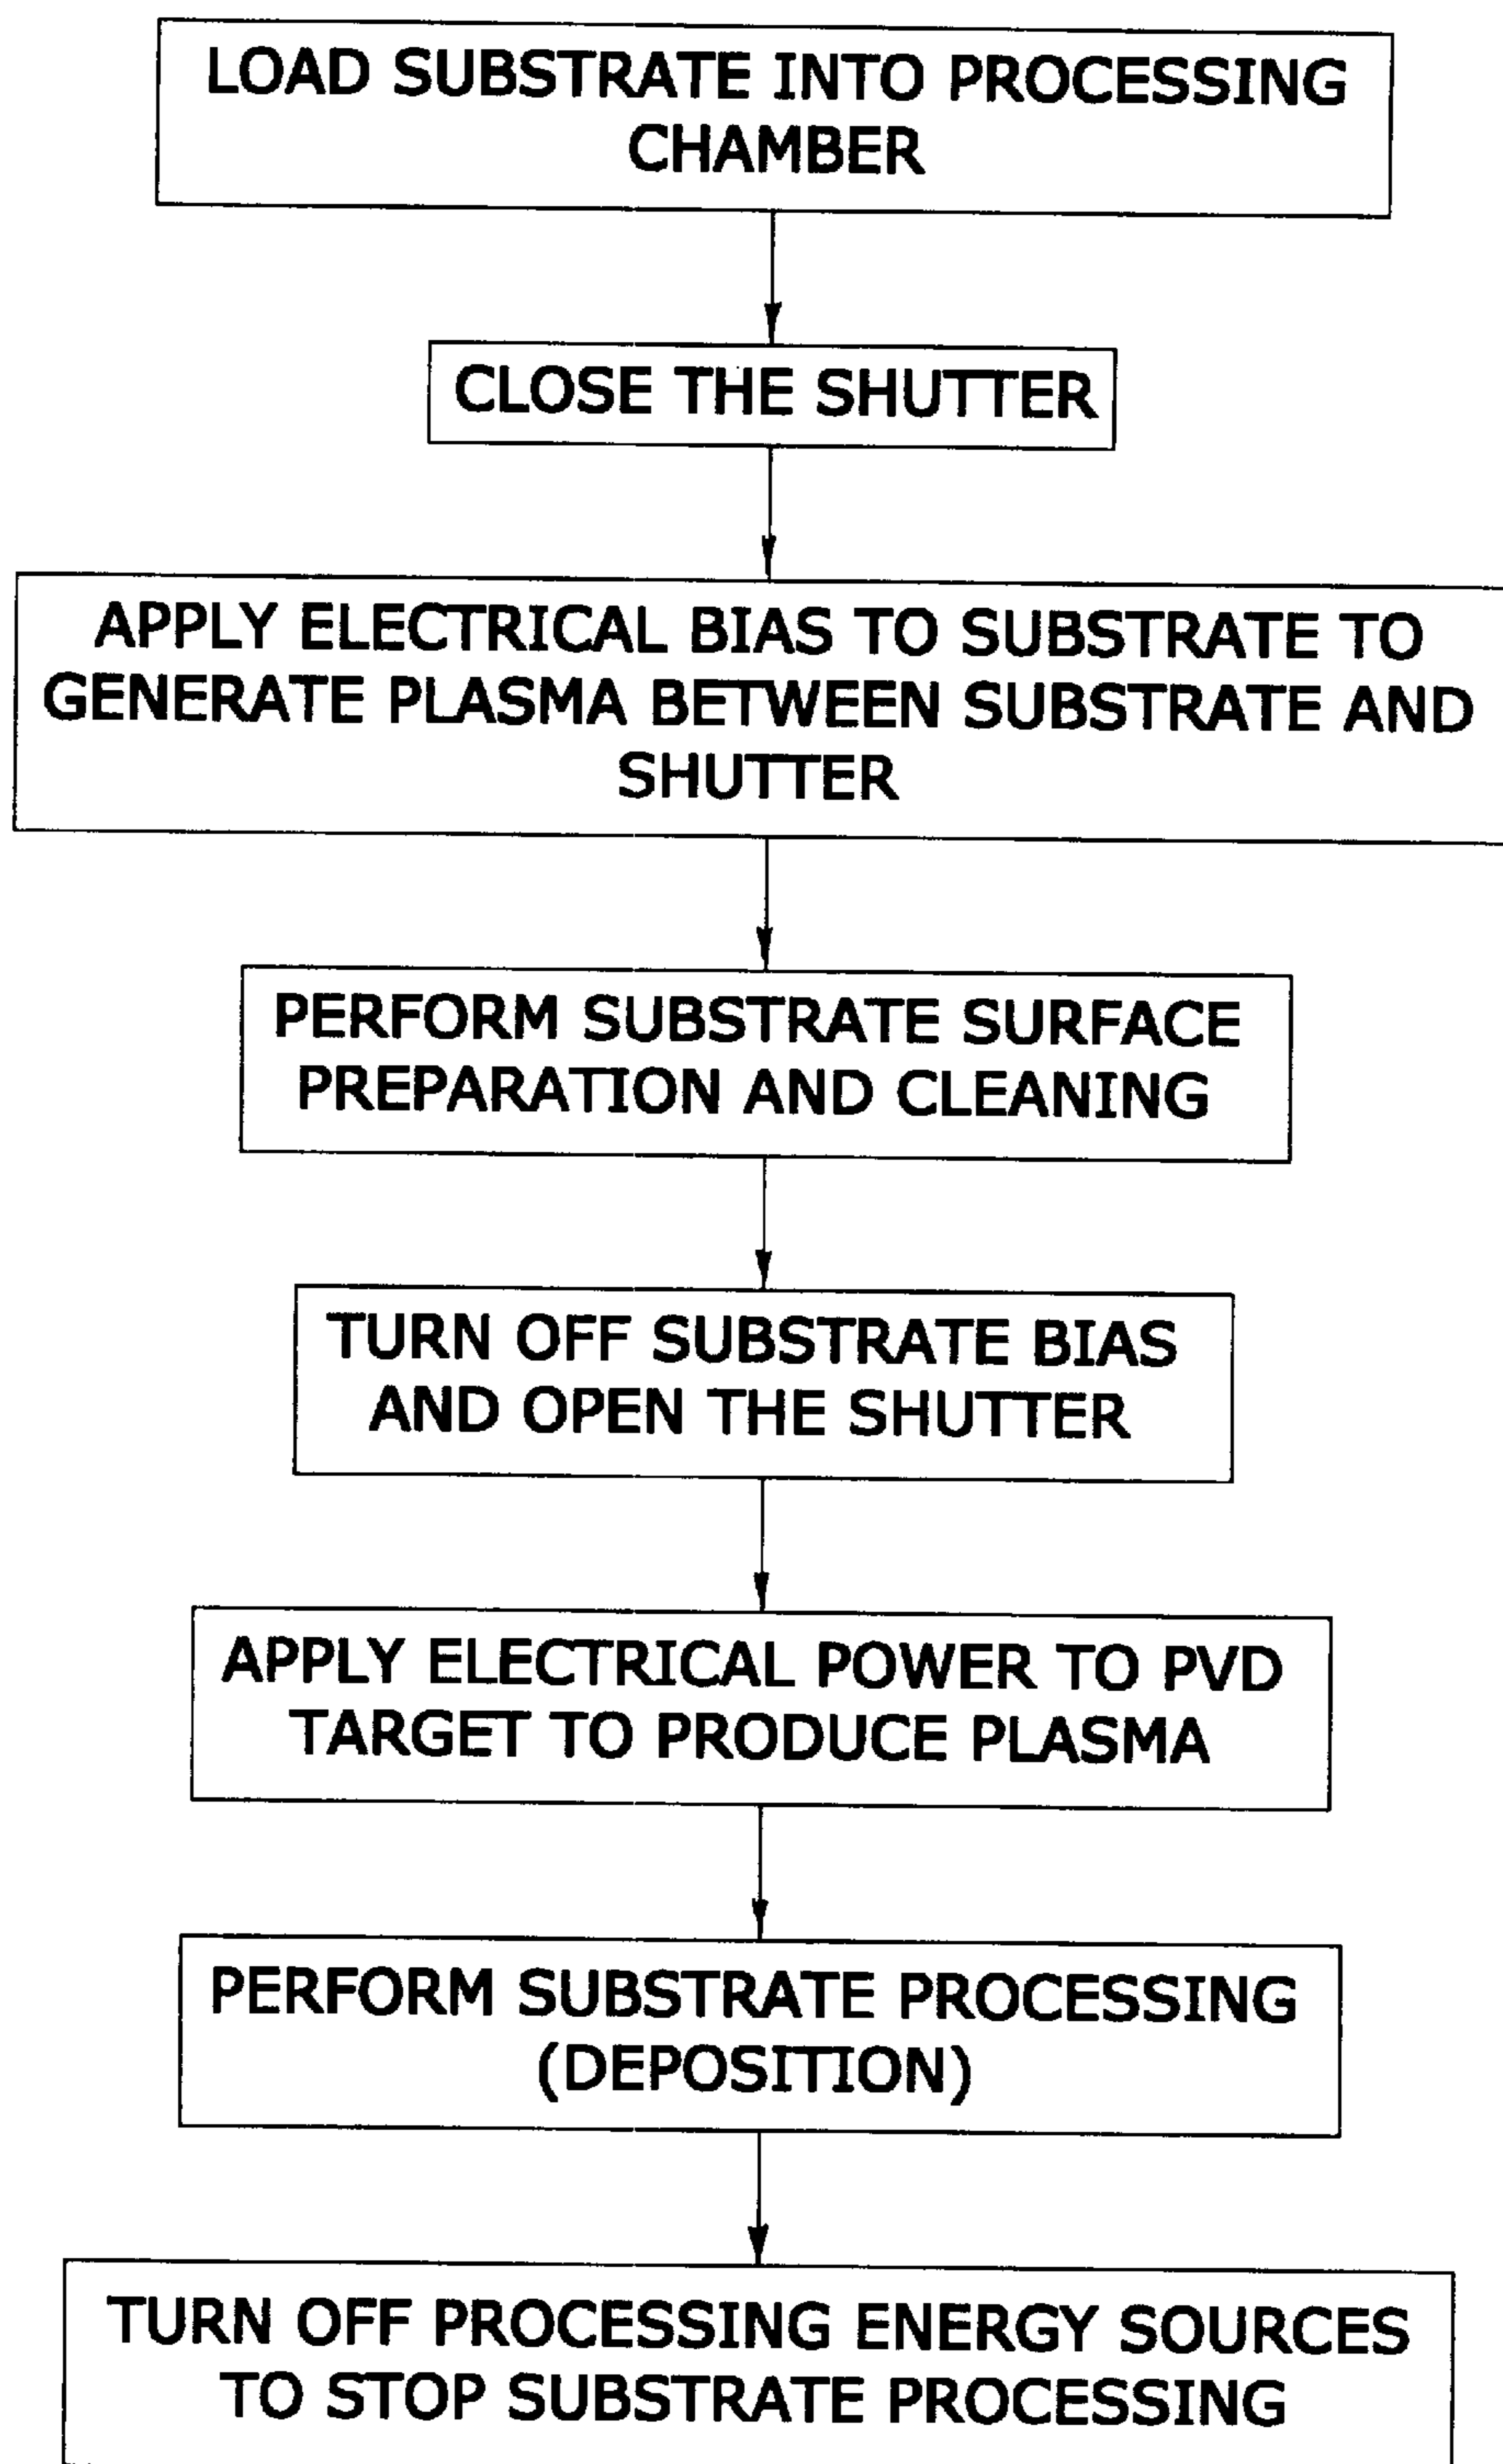 LOAD SUBSTRATE INTO PROCESSING
CHAMBER
CLOSE THE SHUTTER
APPLY ELECTRICAL BIAS TO SUBSTRATE TO
GENERATE PLASMA BETWEEN SUBSTRATE AND
SHUTTER
PERFORM SUBSTRATE SURFACE
PREPARATION AND CLEANING
TURN OFF SUBSTRATE BIAS
AND OPEN THE SHUTTER
APPLY ELECTRICAL POWER TO PVD
TARGET TO PRODUCE PLASMA
PERFORM SUBSTRATE PROCESSING
(DEPOSITION)
TURN OFF PROCESSING ENERGY SOURCES
TO STOP SUBSTRATE PROCESSING